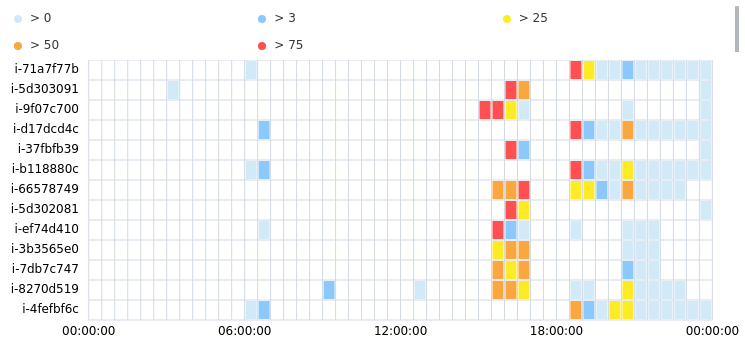 > 0 > 3 > 25
> 50 > 75
i-71a7f77b
i-5d303091
i-9f07c700
i-d17dcd4c
i-37fbfb39
i-b118880c
i-66578749
i-5d302081
i-ef74d410
i-3b3565e0
i-7db7c747
i-8270d519
i-4fefbf6c
00:00:00 06:00:00 12:00:00 18:00:00 00:00:00